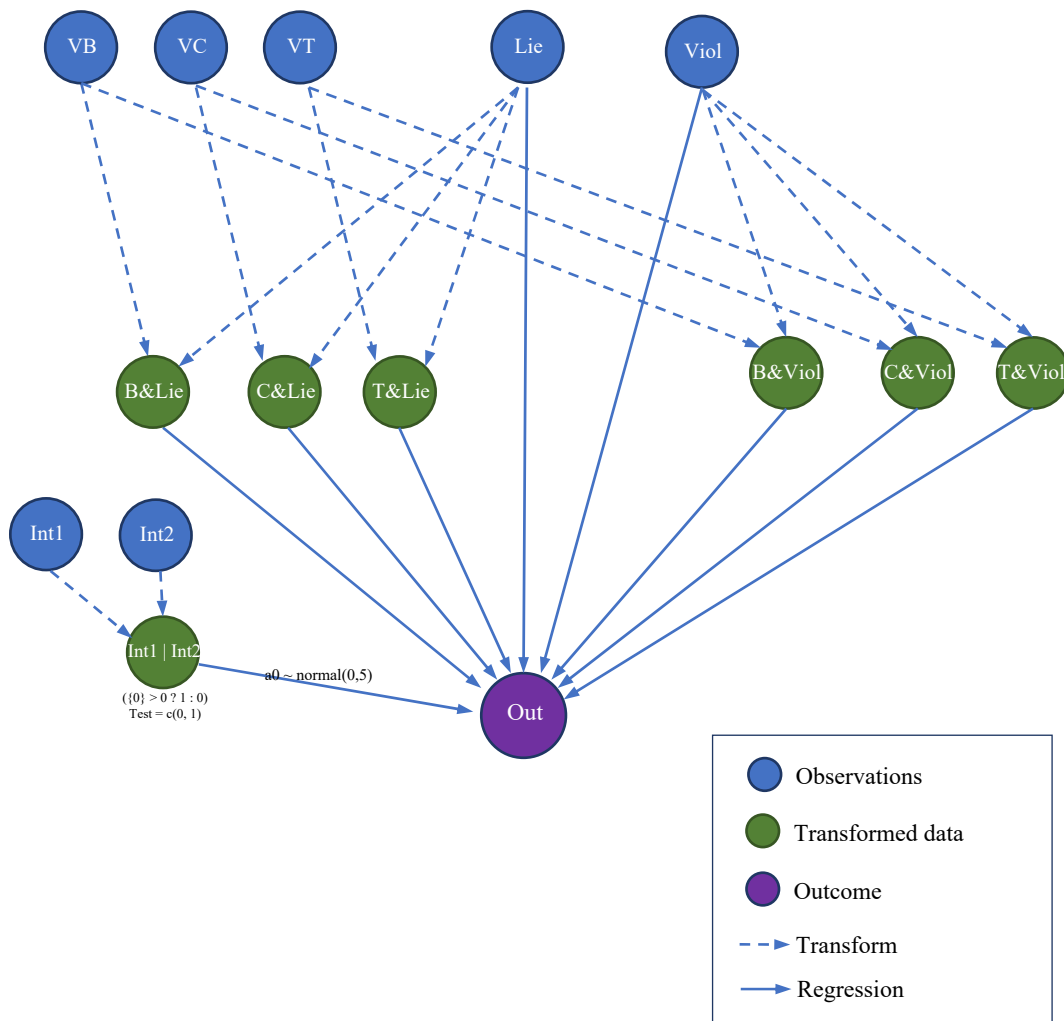 VB
VC
VT
Lie
Viol
B&Lie
C&Lie
T&Lie
B&Viol
C&Viol
T&Viol
Int1
Int2
Int1 | Int2
({0} > 0 ? 1 : 0)
Test = c(0, 1)
a0 ~ normal(0,5)
Out
Observations
Transformed data
Outcome
Transform
Regression